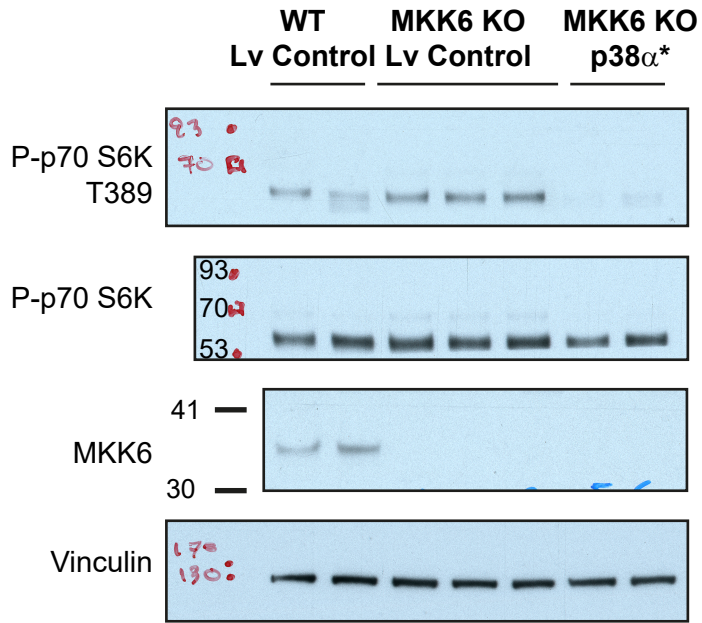 WT MKK6 KO MKK6 KO
Lv Control Lv Control p38α*
93
P-p70 S6K 70
T389
93
P-p70 S6K 70
53
41
MKK6
30
170
Vinculin
130